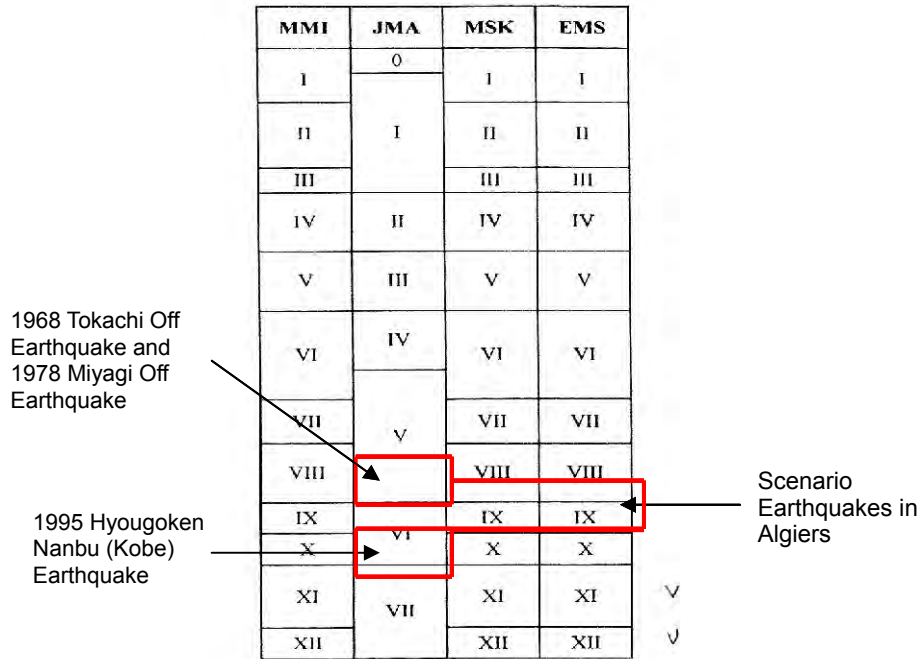 MMI JMA MSK EMS
0
I I I
II I II II
III III III
IV II IV IV
V III V V
IV
VI VI VI
VII VII VII
V
VIII VIII VIII
IX IX IX
VI
X X X
XI XI XI
VII
XII XII XII
1968 Tokachi Off
Earthquake and
1978 Miyagi Off
Earthquake
1995 Hyougoken
Nanbu (Kobe)
Earthquake
Scenario
Earthquakes in
Algiers
V